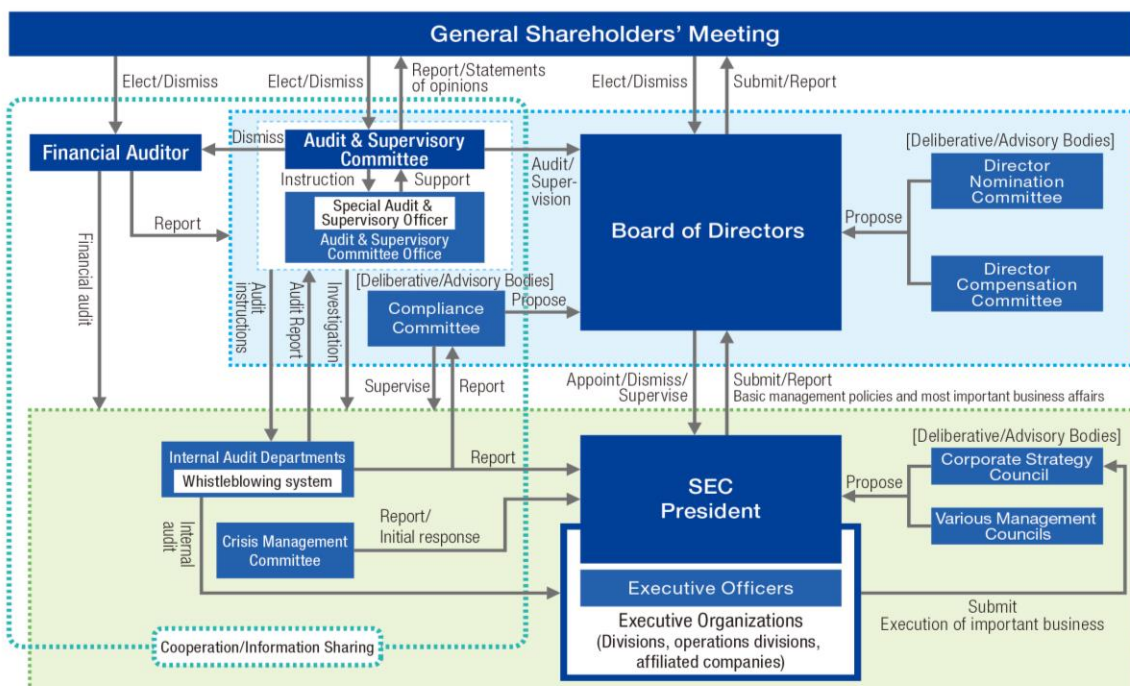 General Shareholders' Meeting
Elect/Dismiss
Elect/Dismiss
Report/Statements
of opinions
Elect/Dismiss
Submit/Report
Financial Auditor
Dismiss
Audit & Supervisory
Committee
Instruction
Support
Special Audit &
Supervisory Officer
Audit & Supervisory
Committee Office
Audit/
Super-
vision
Board of Directors
[Deliberative/Advisory Bodies]
Director
Nomination
Committee
Propose
Director
Compensation
Committee
Report
Financial audit
Audit
instructions
Audit Report
Investigation
[Deliberative/Advisory Bodies]
Compliance
Committee
Propose
Supervise
Report
Appoint/Dismiss/
Supervise
Submit/Report
Basic management policies and most important business affairs
Internal Audit Departments
Whistleblowing system
Report
SEC
President
[Deliberative/Advisory Bodies]
Corporate Strategy
Council
Propose
Various Management
Councils
Internal
audit
Crisis Management
Committee
Report/
Initial response
Executive Officers
Executive Organizations
(Divisions, operations divisions,
affiliated companies)
Submit
Execution of important business
Cooperation/Information Sharing